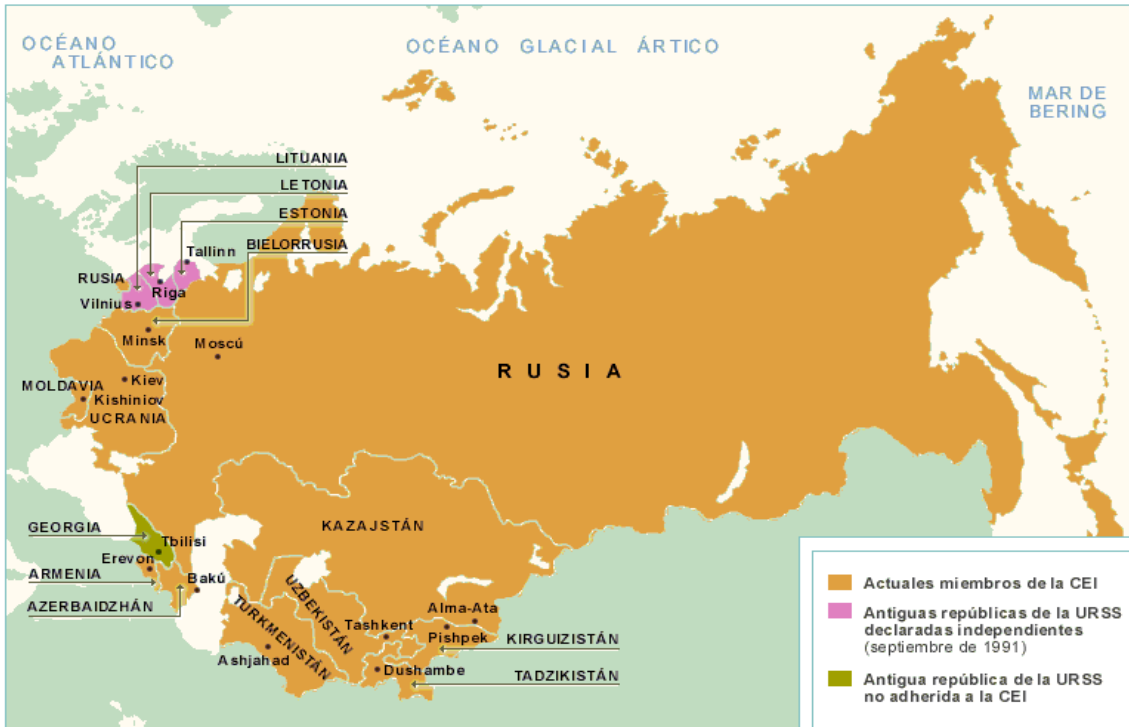 OCÉANO
ATLÁNTICO
OCÉANO GLACIAL ÁRTICO
MAR DE
BERING
LITUANIA
LETONIA
ESTONIA
BIELORRUSIA
Tallinn
RUSIA
Riga
Vilnius
Minsk
Moscú
RUSIA
Kiev
MOLDAVIA
Kishiniov
UCRANIA
KAZAJSTÁN
GEORGIA
Tbilisi
Erevon
ARMENIA
Bakú
AZERBAIDZHÁN
UZBEKISTÁN
TURKMENISTÁN
Alma-Ata
Tashkent
Pishpek
KIRGUIZISTÁN
Ashjahad
Dushambe
TADZIKISTÁN
Actuales miembros de la CEI
Antiguas repúblicas de la URSS
declaradas independientes
(septiembre de 1991)
Antigua república de la URSS
no adherida a la CEI